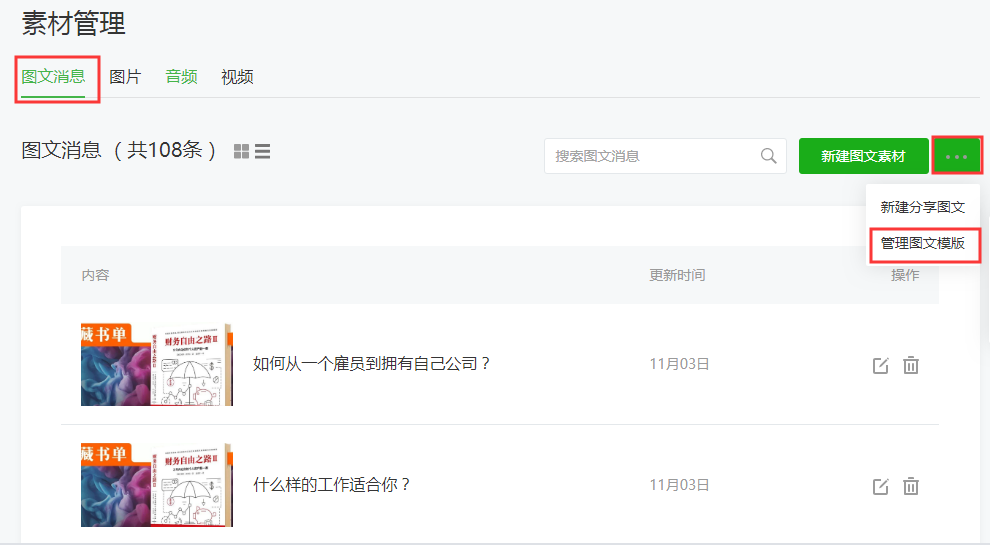 素材管理
图文消息 图片 音频 视频
图文消息（共108条）
搜索图文消息
新建图文素材
新建分享图文
管理图文模版
内容 更新时间 操作
藏书单
财务自由之路II
如何从一个雇员到拥有自己公司？ 11月03日
藏书单
财务自由之路II
什么样的工作适合你？ 11月03日